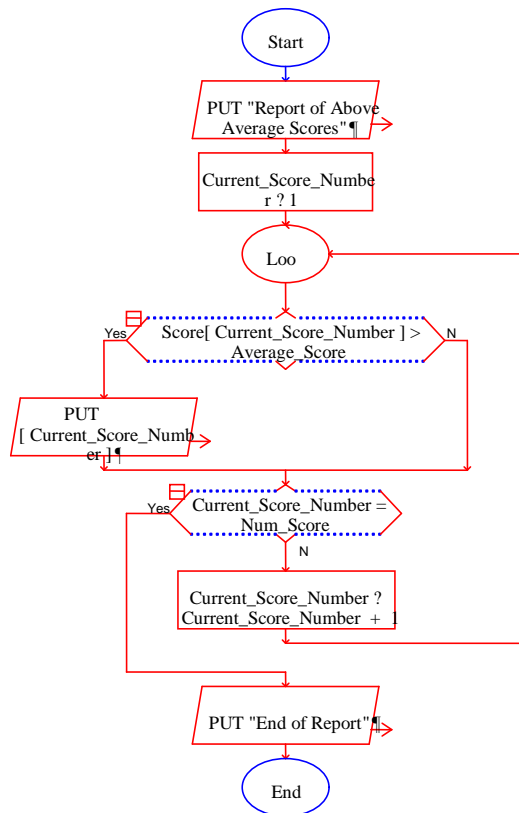 Start
PUT "Report of Above
Average Scores"¶
Current_Score_Numbe
r ? 1
Loo
Yes
Score[ Current_Score_Number ] >
Average_Score
N
PUT
[ Current_Score_Numb
er ]¶
Yes
Current_Score_Number =
Num_Score
N
Current_Score_Number ?
Current_Score_Number + 1
PUT "End of Report"¶
End